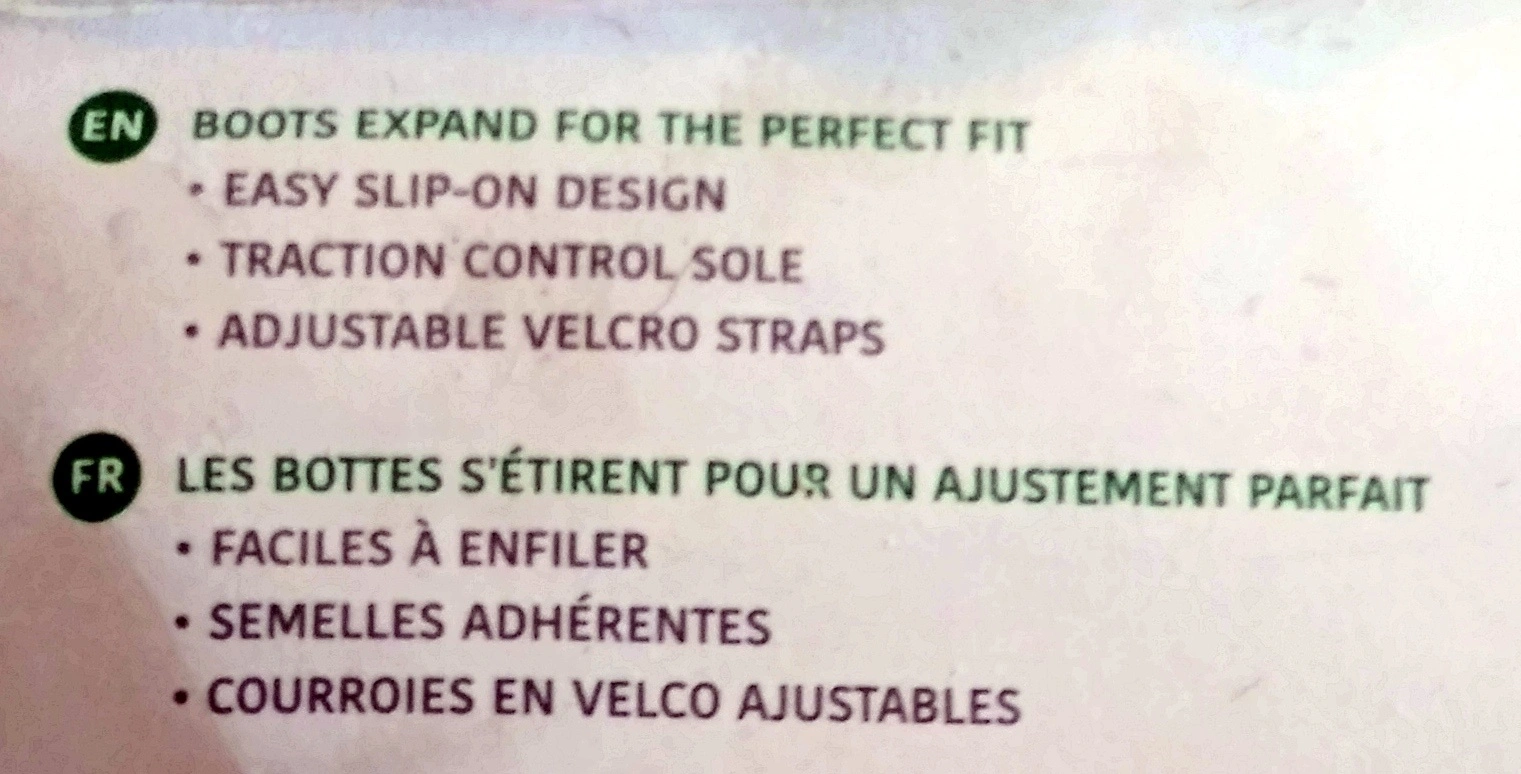 EN BOOTS EXPAND FOR THE PERFECT FIT
• EASY SLIP-ON DESIGN
• TRACTION CONTROL SOLE
• ADJUSTABLE VELCRO STRAPS
FR LES BOTTES S'ÉTIRENT POUR UN AJUSTEMENT PARFAIT
• FACILES À ENFILER
• SEMELLES ADHÉRENTES
• COURROIES EN VELCO AJUSTABLES